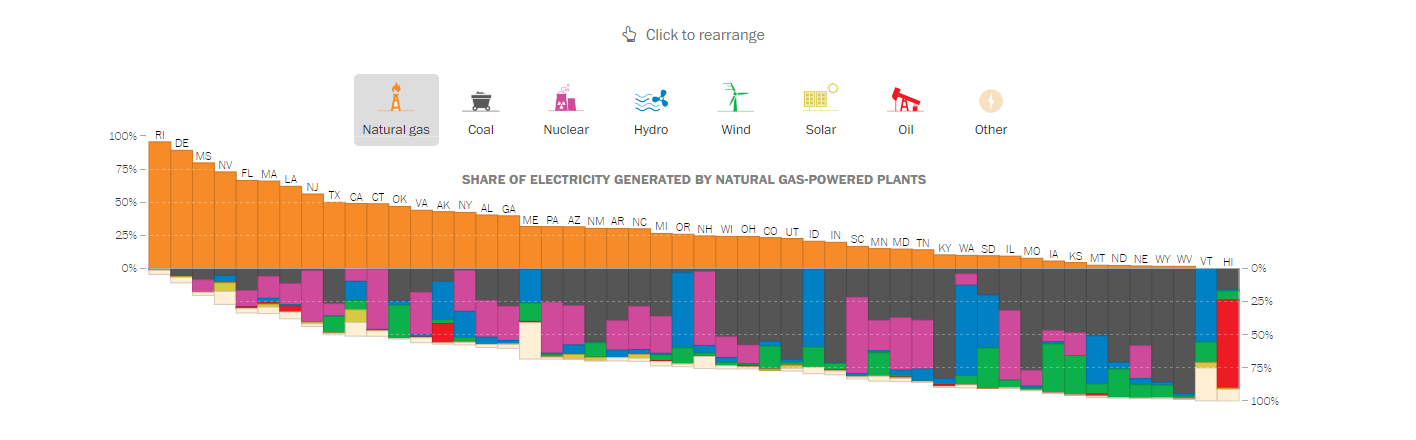 Click to rearrange
Natural gas Coal Nuclear Hydro Wind Solar Oil Other
SHARE OF ELECTRICITY GENERATED BY NATURAL GAS-POWERED PLANTS
100% 75% 50% 25% 0%
RI DE MS NV FL MA LA NJ TX CA CT OK VA AK NY AL GA ME PA AZ NM AR NC MI OR NH WI OH CO UT ID IN SC MN MD TN KY WA SD IL MO IA KS MT ND NE WY WV VT HI
0% 25% 50% 75% 100%